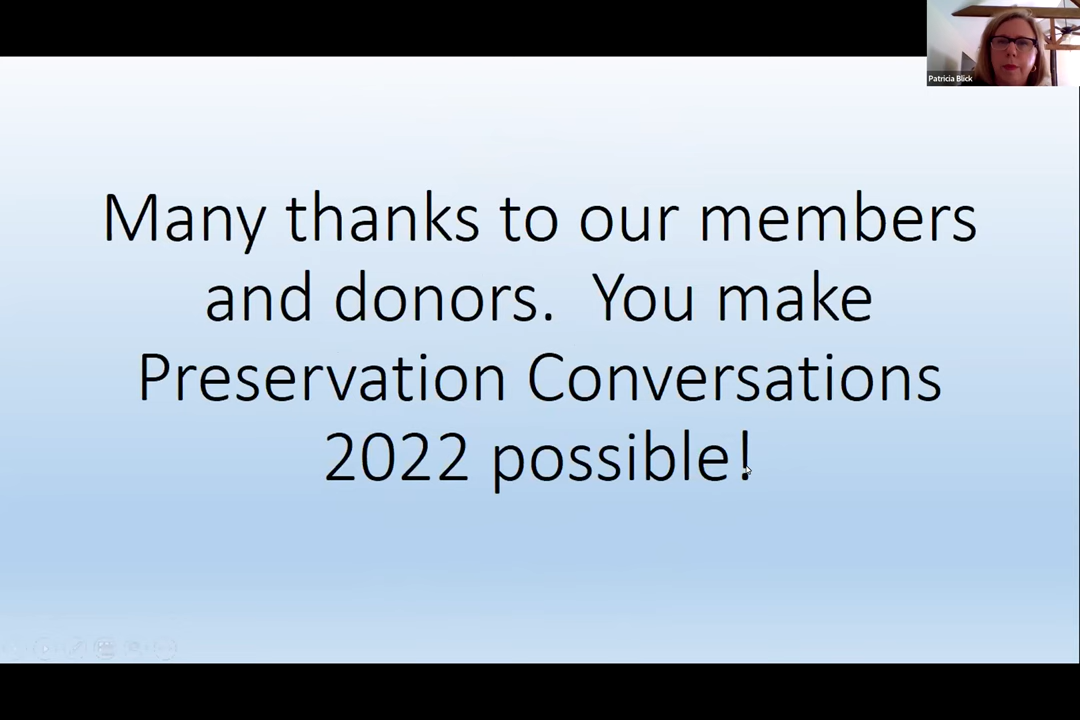 Patricia Blick
Many thanks to our members
and donors.  You make
Preservation Conversations
2022 possible!